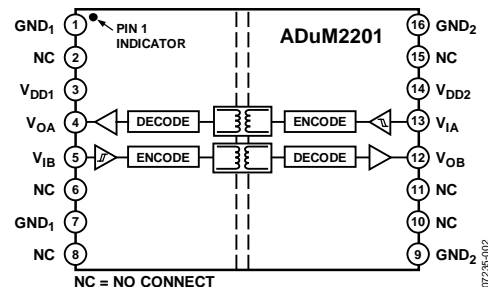 GND1 1 PIN 1 INDICATOR ADuM2201 16 GND2
NC 2 15 NC
VDD1 3 14 VDD2
VOA 4 DECODE ENCODE 13 VIA
VIB 5 ENCODE DECODE 12 VOB
NC 6 11 NC
GND1 7 10 NC
NC 8 9 GND2
NC = NO CONNECT
07235-002